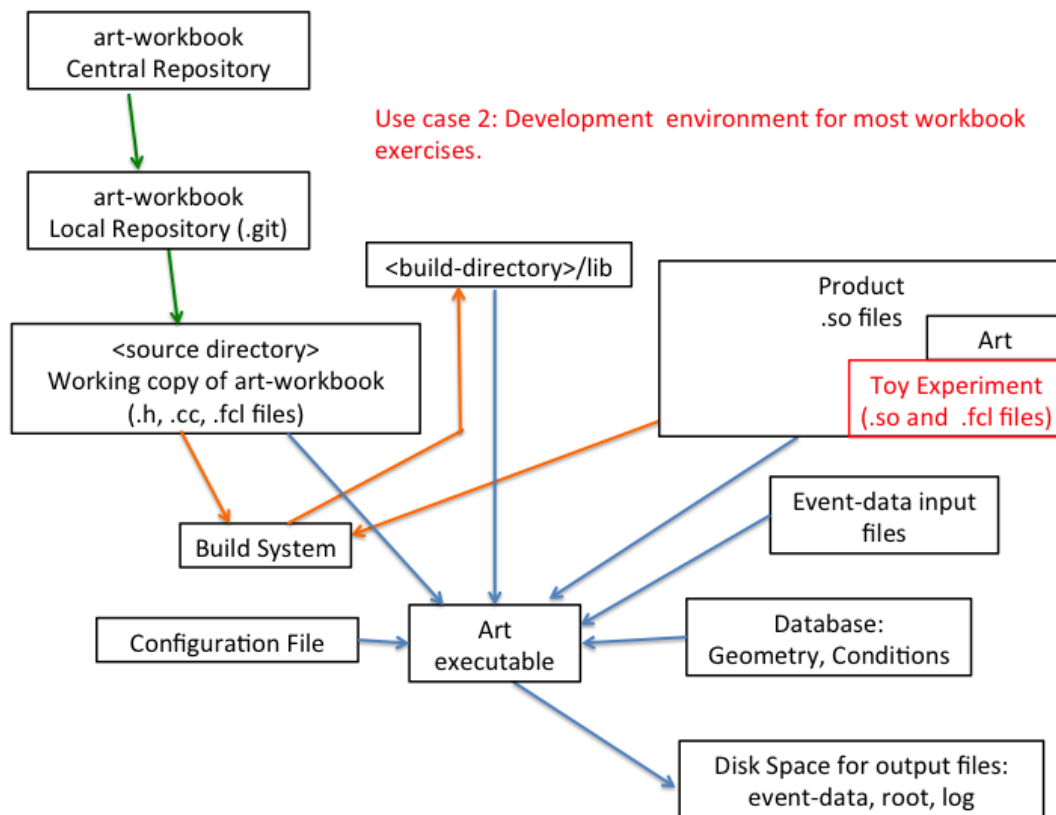 art-workbook
Central Repository
Use case 2: Development environment for most workbook
exercises.
art-workbook
Local Repository (.git)
<build-directory>/lib
Product
.so files
Art
Toy Experiment
(.so and .fcl files)
<source directory>
Working copy of art-workbook
(.h, .cc, .fcl files)
Event-data input
files
Build System
Configuration File
Art
executable
Database:
Geometry, Conditions
Disk Space for output files:
event-data, root, log